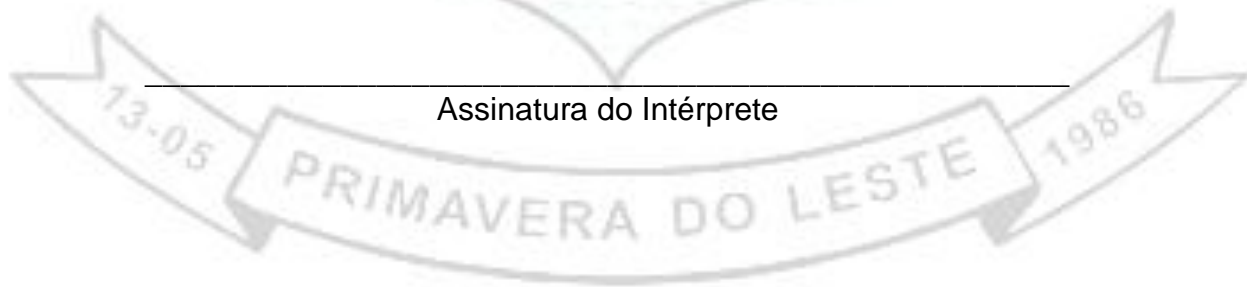 Assinatura do Intérprete
13-05 PRIMAVERA DO LESTE 1986